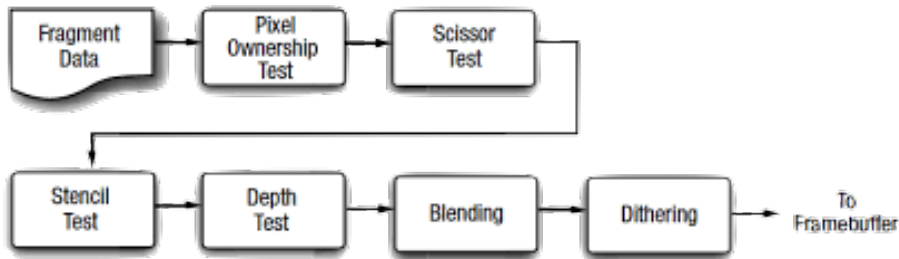 Fragment
Data
Pixel
Ownership
Test
Scissor
Test
Stencil
Test
Depth
Test
Blending
Dithering
To
Framebuffer